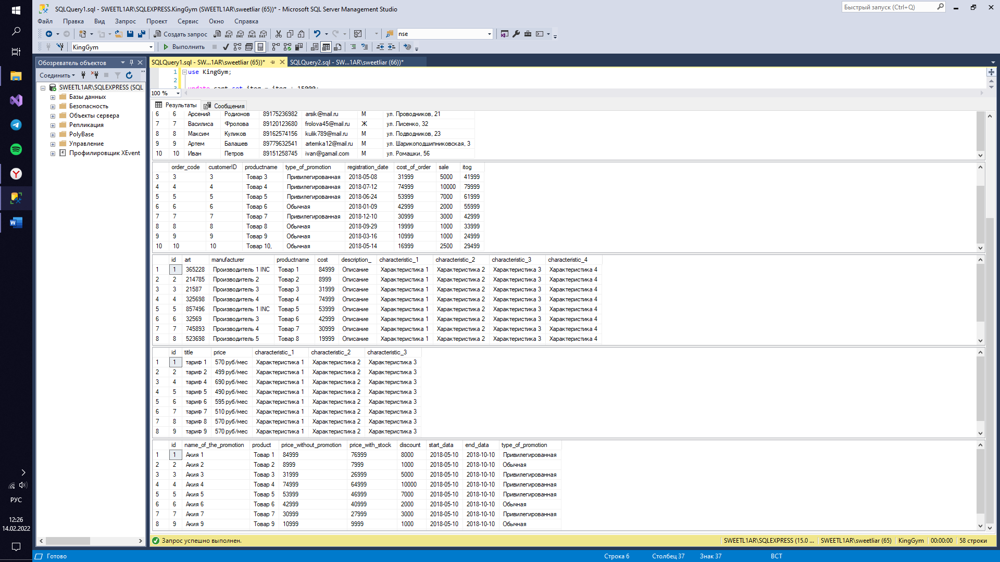 SQLQuery1.sql - SWEETL1AR\SQLEXPRESS.KingGym (SWEETL1AR\sweetliar (65))* - Microsoft SQL Server Management Studio
Быстрый запуск (Ctrl+Q)
Файл Правка Вид Запрос Проект Сервис Окно Справка
Создать запрос MDX DMX XMLA DAX nse
KingGym Выполнить
Обозреватель объектов
Соединить
SWEETL1AR\SQLEXPRESS (SQL
Базы данных
Безопасность
Объекты сервера
Репликация
PolyBase
Управление
Профилировщик XEvent
SQLQuery1.sql - SW...1AR\sweetliar (65))* SQLQuery2.sql - SW...1AR\sweetliar (66))*
1 use KingGym;
2
3 update cart set itog = itog + 15000;
100 %
Результаты Сообщения
6 6 Арсений Родионов 89175236982 arsik@mail.ru М ул. Проводников, 21
7 7 Василиса Фролова 89120123680 frolova45@mail.ru Ж ул. Лисенко, 32
8 8 Максим Куликов 89162574156 kulik789@mail.ru М ул. Подводников, 23
9 9 Артем Балашев 89779632541 artemka12@mail.ru М ул. Шарикоподшипниковская, 3
10 10 Иван Петров 89151258745 ivan@gamail.com М ул. Ромашки, 56
order_code customerID productname type_of_promotion registration_date cost_of_order sale itog
3 3 3 Товар 3 Привилегированная 2018-05-08 31999 5000 41999
4 4 4 Товар 4 Привилегированная 2018-07-12 74999 10000 79999
5 5 5 Товар 5 Привилегированная 2018-06-24 53999 7000 61999
6 6 6 Товар 6 Обычная 2018-01-09 42999 2000 55999
7 7 7 Товар 7 Привилегированная 2018-12-10 30999 3000 42999
8 8 8 Товар 8 Обычная 2018-09-29 19999 1000 33999
9 9 9 Товар 9 Обычная 2018-03-16 10999 1000 24999
10 10 10 Товар 10, Обычная 2018-05-14 16999 2500 29499
id art manufacturer productname cost description_ characteristic_1 characteristic_2 characteristic_3 characteristic_4
1 1 365228 Производитель 1 INC Товар 1 84999 Описание Характеристика 1 Характеристика 2 Характеристика 3 Характеристика 4
2 2 214785 Производитель 2 Товар 2 8999 Описание Характеристика 1 Характеристика 2 Характеристика 3 Характеристика 4
3 3 21587 Производитель 3 Товар 3 31999 Описание Характеристика 1 Характеристика 2 Характеристика 3 Характеристика 4
4 4 325698 Производитель 4 Товар 4 74999 Описание Характеристика 1 Характеристика 2 Характеристика 3 Характеристика 4
5 5 857496 Производитель 1 INC Товар 5 53999 Описание Характеристика 1 Характеристика 2 Характеристика 3 Характеристика 4
6 6 32569 Производитель 3 Товар 6 42999 Описание Характеристика 1 Характеристика 2 Характеристика 3 Характеристика 4
7 7 745893 Производитель 4 Товар 7 30999 Описание Характеристика 1 Характеристика 2 Характеристика 3 Характеристика 4
8 8 523698 Производитель 5 Товар 8 19999 Описание Характеристика 1 Характеристика 2 Характеристика 3 Характеристика 4
id title price characteristic_1 characteristic_2 characteristic_3
1 1 тариф 1 570 руб/мес Характеристика 1 Характеристика 2 Характеристика 3
2 2 тариф 2 499 руб/мес Характеристика 1 Характеристика 2 Характеристика 3
3 4 тариф 4 690 руб/мес Характеристика 1 Характеристика 2 Характеристика 3
4 5 тариф 5 490 руб/мес Характеристика 1 Характеристика 2 Характеристика 3
5 6 тариф 6 595 руб/мес Характеристика 1 Характеристика 2 Характеристика 3
6 7 тариф 7 510 руб/мес Характеристика 1 Характеристика 2 Характеристика 3
7 8 тариф 8 570 руб/мес Характеристика 1 Характеристика 2 Характеристика 3
8 9 тариф 9 570 руб/мес Характеристика 1 Характеристика 2 Характеристика 3
id name_of_the_promotion product price_without_promotion price_with_stock discount start_data end_data type_of_promotion
1 1 Акия 1 Товар 1 84999 76999 8000 2018-05-10 2018-10-10 Привилегированная
2 2 Акия 2 Товар 2 8999 7999 1000 2018-05-10 2018-10-10 Обычная
3 3 Акия 3 Товар 3 31999 26999 5000 2018-05-10 2018-10-10 Привилегированная
4 4 Акия 4 Товар 4 74999 64999 10000 2018-05-10 2018-10-10 Привилегированная
5 5 Акия 5 Товар 5 53999 46999 7000 2018-05-10 2018-10-10 Привилегированная
6 6 Акия 6 Товар 6 42999 40999 2000 2018-05-10 2018-10-10 Обычная
7 7 Акия 7 Товар 7 30999 27999 3000 2018-05-10 2018-10-10 Привилегированная
8 9 Акия 9 Товар 9 10999 9999 1000 2018-05-10 2018-10-10 Обычная
Запрос успешно выполнен. SWEETL1AR\SQLEXPRESS (15.0 ... SWEETL1AR\sweetliar (65) KingGym 00:00:00 58 строки
Готово Строка 6 Столбец 37 Знак 37 ВСТ
РУС
12:26
14.02.2022